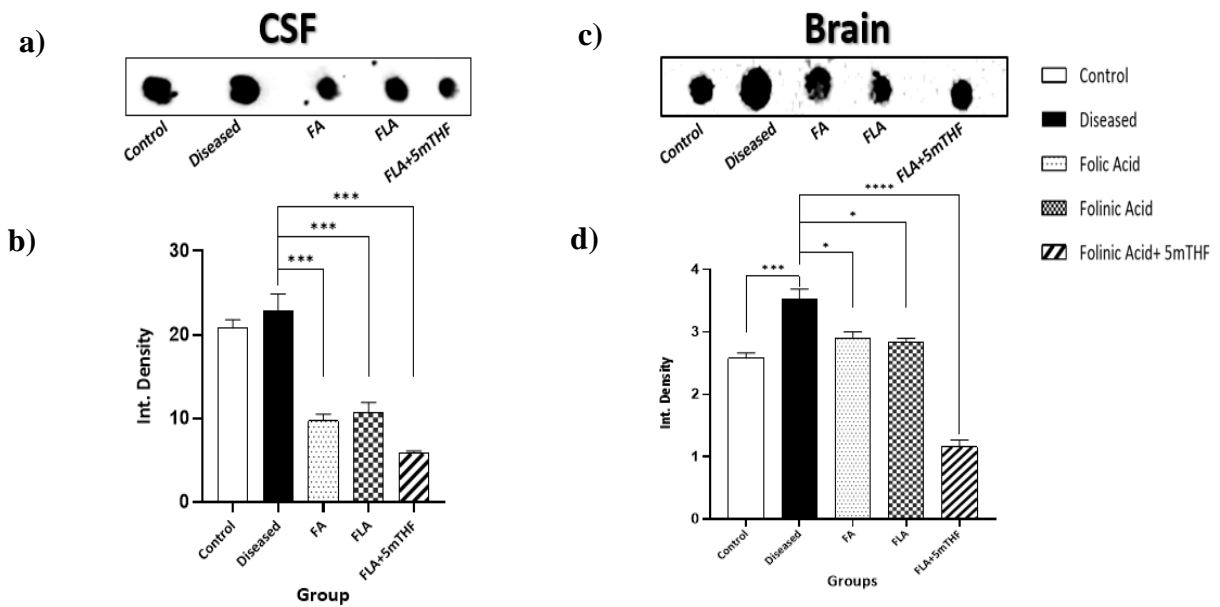 CSF
a)
Control
Diseased
FA
FLA
FLA+5mTHF
b)
***
***
***
30
20
10
0
Int. Density
Control
Diseased
FA
FLA
FLA+5mTHF
Group
Brain
c)
Control
Diseased
FA
FLA
FLA+5mTHF
d)
****
*
*
***
4
3
2
1
0
Int. Density
Control
Diseased
FA
FLA
FLA+5mTHF
Groups
Control
Diseased
Folic Acid
Folinic Acid
Folinic Acid+ 5mTHF